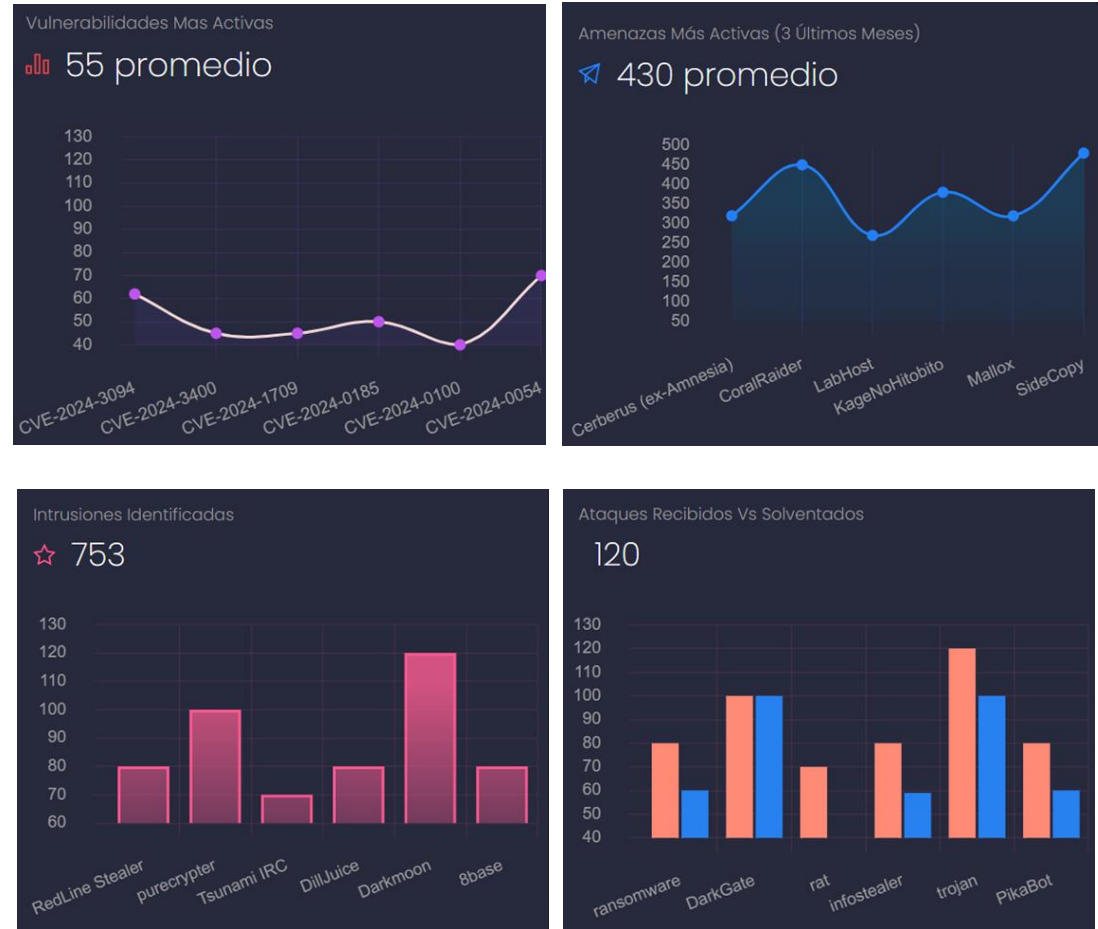 Vulnerabilidades Mas Activas
55 promedio
130
120
110
100
90
80
70
60
50
40
CVE-2024-3094
CVE-2024-3400
CVE-2024-1709
CVE-2024-0185
CVE-2024-0100
CVE-2024-0054
Amenazas Más Activas (3 Últimos Meses)
430 promedio
500
450
400
350
300
250
200
150
100
50
Cerberus (ex-Amnesia)
CoralRaider
LabHost
KageNoHitobito
Mallox
SideCopy
Intrusiones Identificadas
753
130
120
110
100
90
80
70
60
RedLine Stealer
purecrypter
Tsunami IRC
DillJuice
Darkmoon
8base
Ataques Recibidos Vs Solventados
120
130
120
110
100
90
80
70
60
50
40
ransomware
DarkGate
rat
infostealer
trojan
PikaBot